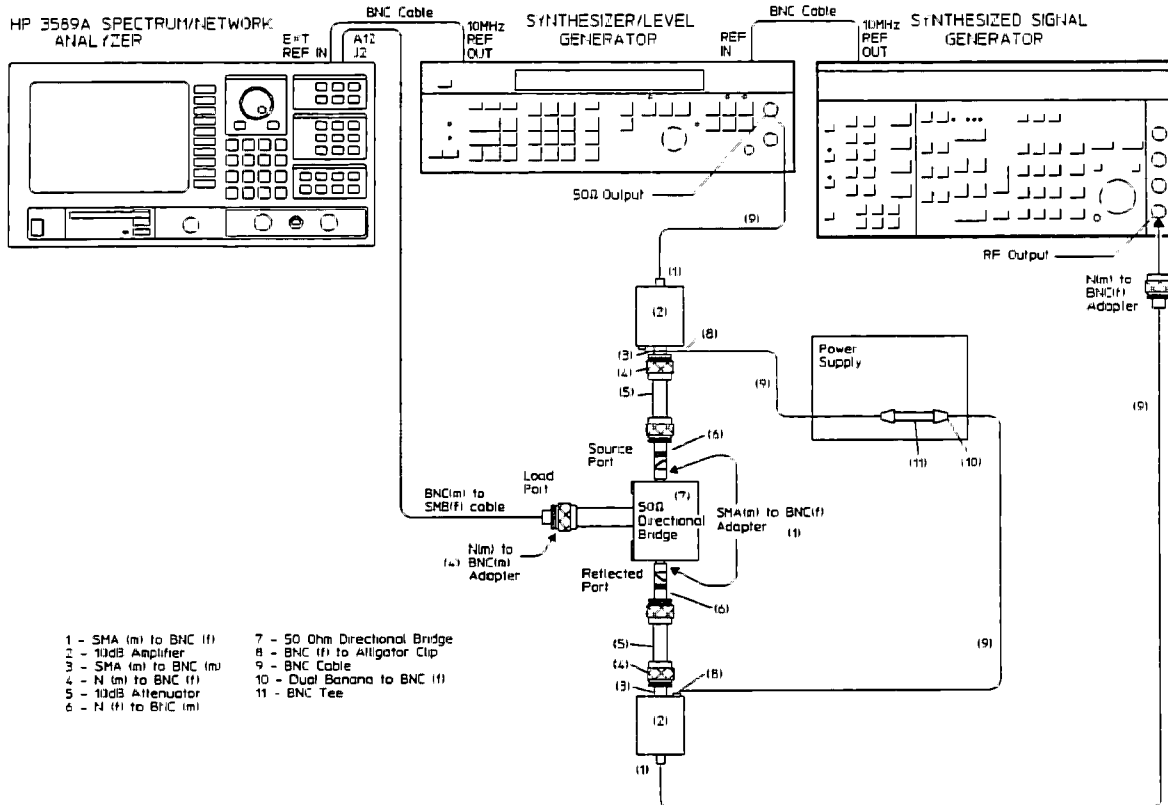 HP 3589A SPECTRUM/NETWORK
ANALYZER
EXT
REF IN
A12
J2
BNC Cable
10MHz
REF
OUT
SYNTHESIZER/LEVEL
GENERATOR
REF
IN
BNC Cable
10MHz
REF
OUT
SYNTHESIZED SIGNAL
GENERATOR
50Ω Output
(9)
RF Output
N(m) to
BNC(f)
Adapter
(1)
(2)
(8)
(3)
(4)
(5)
(9)
Power
Supply
(9)
(11)
(10)
(6)
Source
Port
Load
Port
BNC(m) to
SMB(f) cable
(7)
50Ω
Directional
Bridge
SMA(m) to BNC(f)
Adapter
(1)
N(m) to
(4) BNC(m)
Adapter
Reflected
Port
(6)
(5)
(4)
(8)
(3)
(9)
(2)
(1)
1 - SMA (m) to BNC (f)
2 - 10dB Amplifier
3 - SMA (m) to BNC (m)
4 - N (m) to BNC (f)
5 - 10dB Attenuator
6 - N (f) to BNC (m)
7 - 50 Ohm Directional Bridge
8 - BNC (f) to Alligator Clip
9 - BNC Cable
10 - Dual Banana to BNC (f)
11 - BNC Tee